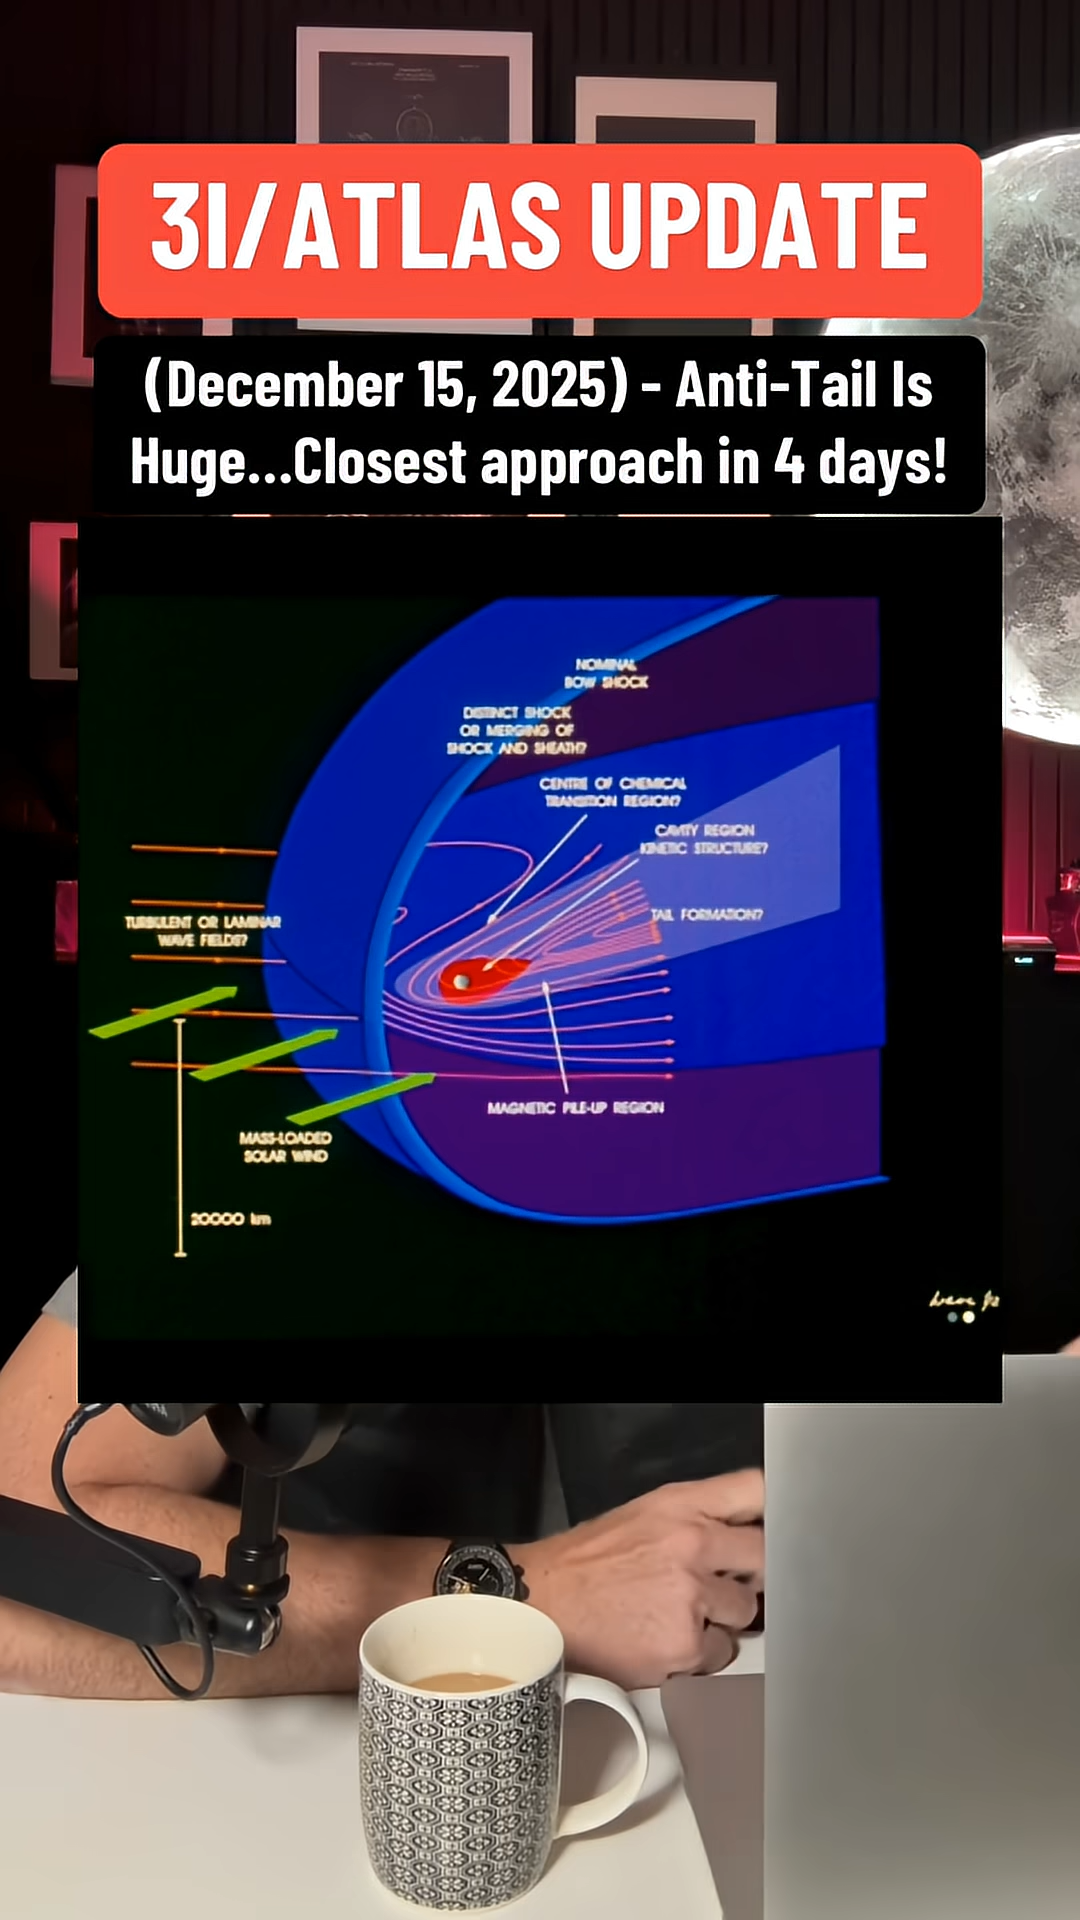 3I/ATLAS UPDATE
(December 15, 2025) - Anti-Tail Is
Huge...Closest approach in 4 days!
NOMINAL
BOW SHOCK
DISTINCT SHOCK
OR MERGING OF
SHOCK AND SHEATH?
CENTRE OF CHEMICAL
TRANSITION REGION?
CAVITY REGION
KINETIC STRUCTURE?
TAIL FORMATION?
TURBULENT OR LAMINAR
WAVE FIELDS?
MAGNETIC PILE-UP REGION
MASS-LOADED
SOLAR WIND
20000 km